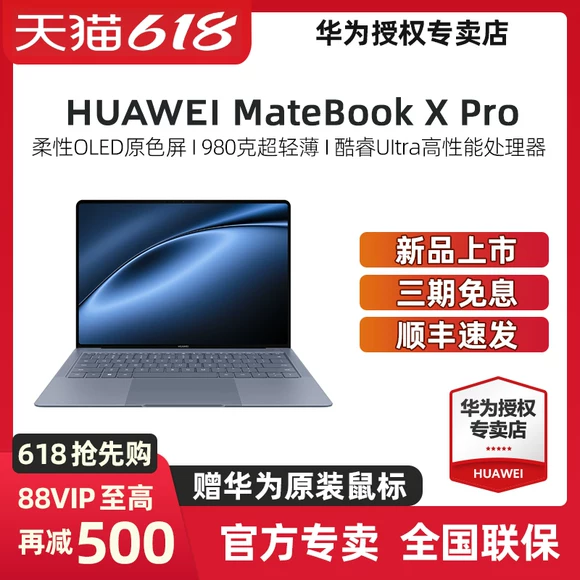 天猫618
华为授权专卖店
HUAWEI MateBook X Pro
柔性OLED原色屏 | 980克超轻薄 | 酷睿Ultra高性能处理器
新品上市
三期免息
顺丰速发
华为授权
专卖店
HUAWEI
618 抢先购
88VIP 至高
再减 500
赠华为原装鼠标
官方专卖 全国联保